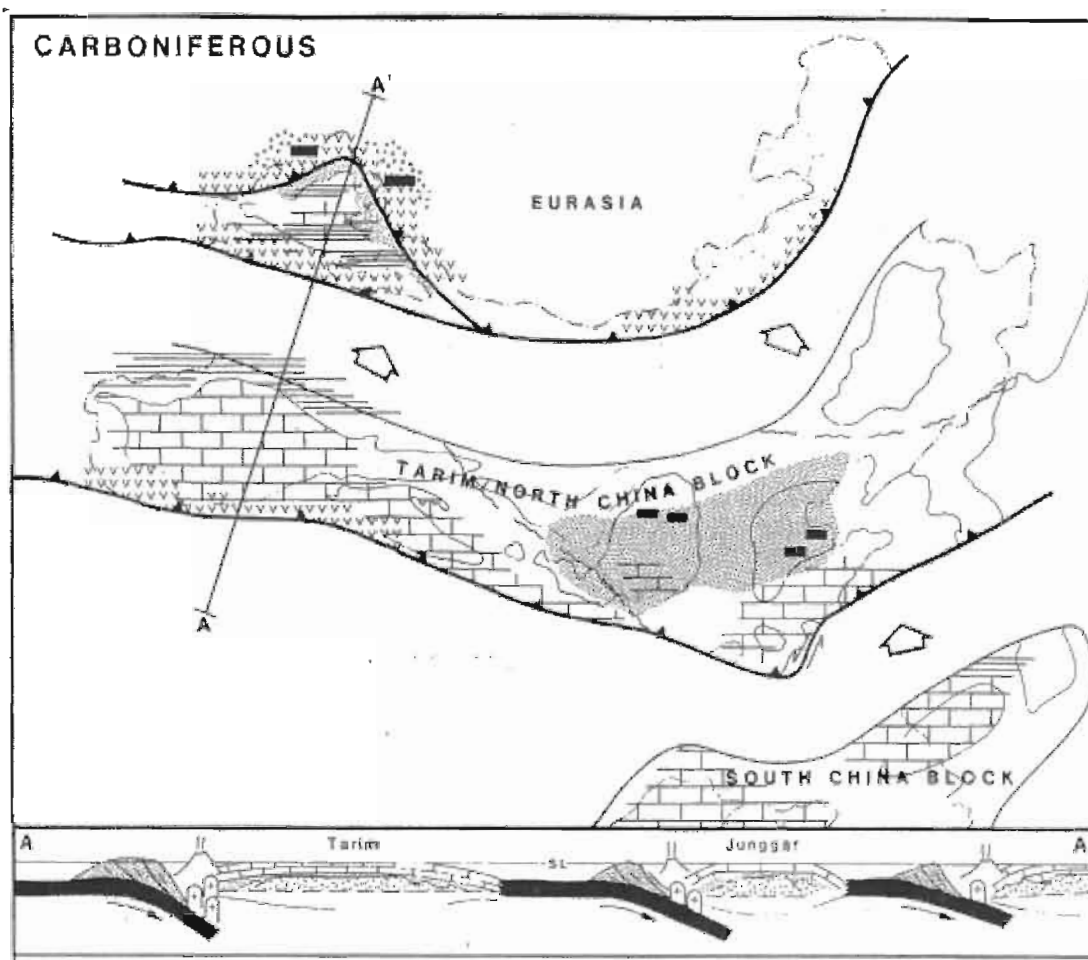 CARBONIFEROUS
A'
EURASIA
TARIM/NORTH CHINA BLOCK
A
SOUTH CHINA BLOCK
A Tarim SL Junggar A'